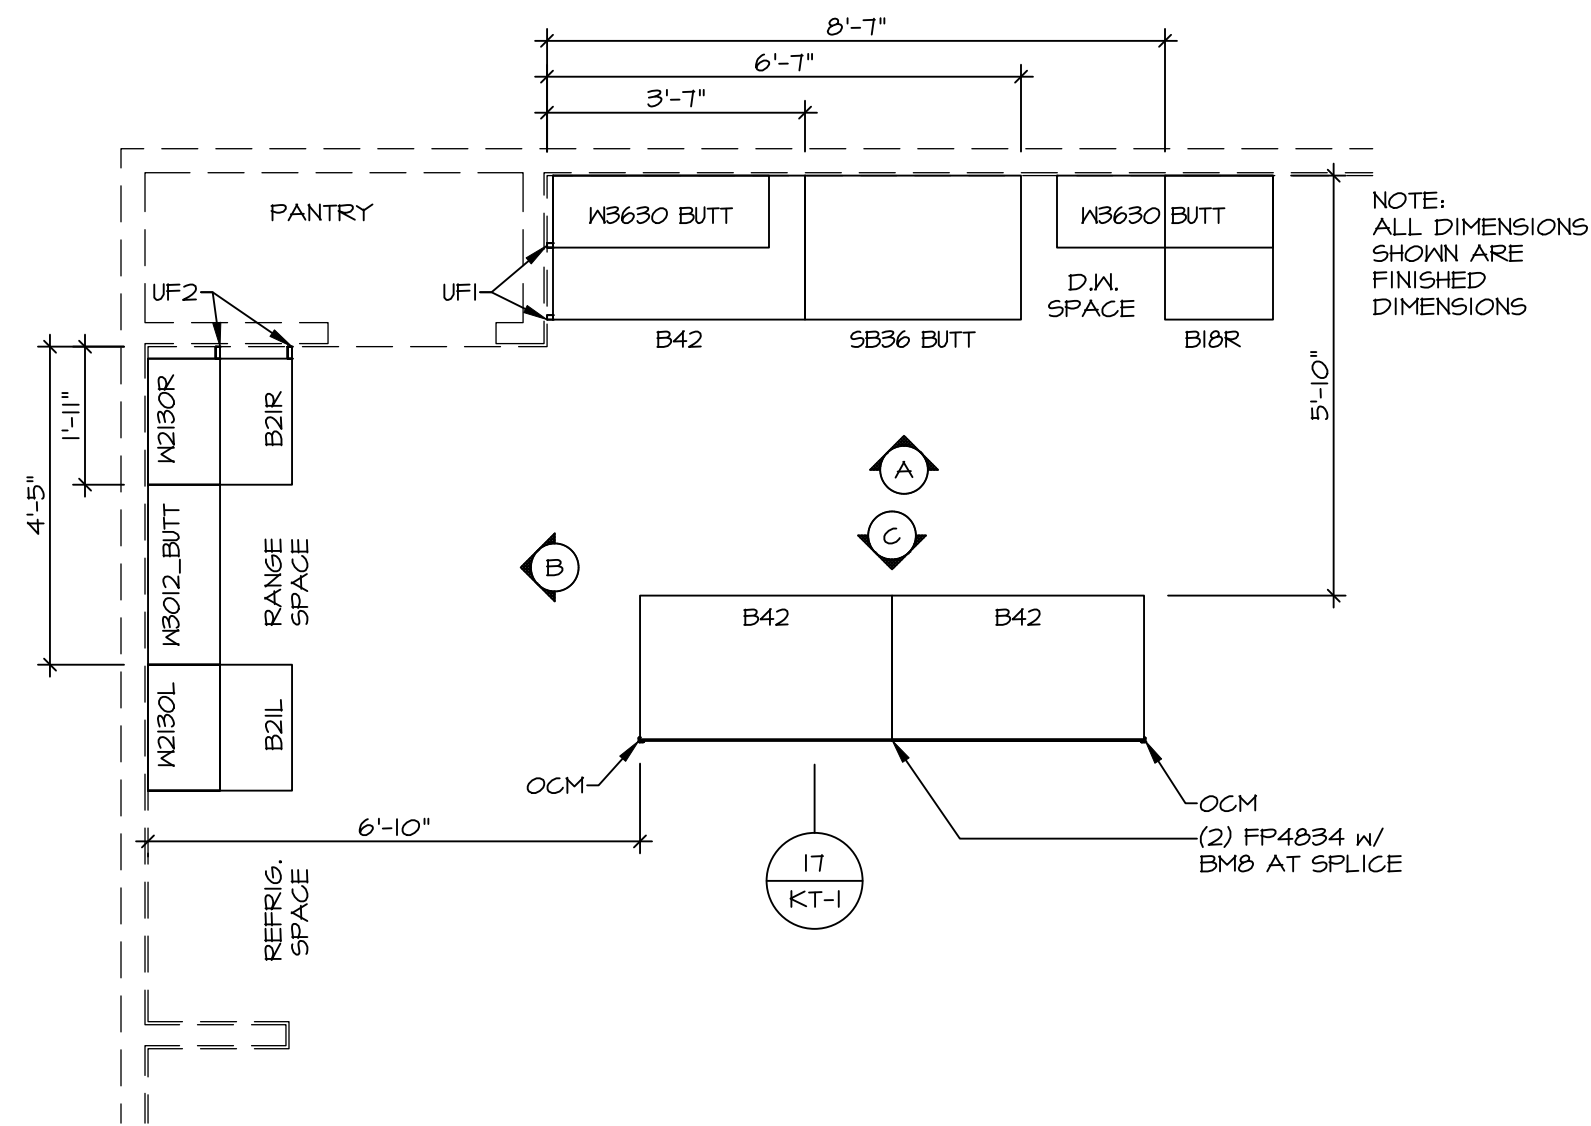 8'-7"
6'-7"
3'-7"
PANTRY
W3630 BUTT
W3630 BUTT
NOTE:
ALL DIMENSIONS
SHOWN ARE
FINISHED
DIMENSIONS
UF2
UF1
D.W.
SPACE
B42
SB36 BUTT
B18R
1'-11"
4'-5"
W2130R
B21R
5'-10"
A
C
B
W3012_BUTT
RANGE
SPACE
B42
B42
W2130L
B21L
OCM
OCM
(2) FP4834 W/
BM8 AT SPLICE
6'-10"
17
KT-1
REFRIG.
SPACE